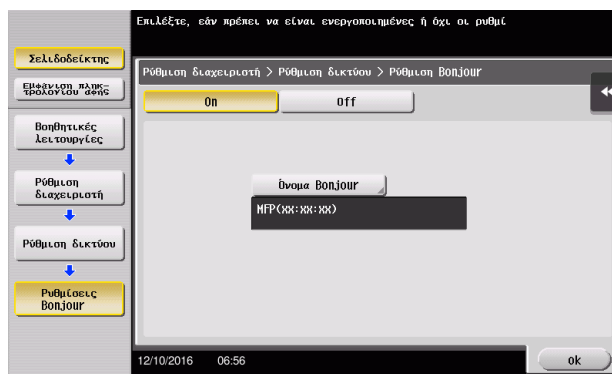 Επιλέξτε, εάν πρέπει να είναι ενεργοποιημένες ή όχι οι ρυθμί
Σελιδοδείκτης
Εμφάνιση πληκ-
τρολογίου αφής
Ρύθμιση διαχειριστή > Ρύθμιση δικτύου > Ρύθμιση Bonjour
On
Off
Βοηθητικές
λειτουργίες
Ρύθμιση
διαχειριστή
Ρύθμιση δικτύου
Ρυθμίσεις
Bonjour
Όνομα Bonjour
MFP(xx:xx:xx)
12/10/2016 06:56
ok